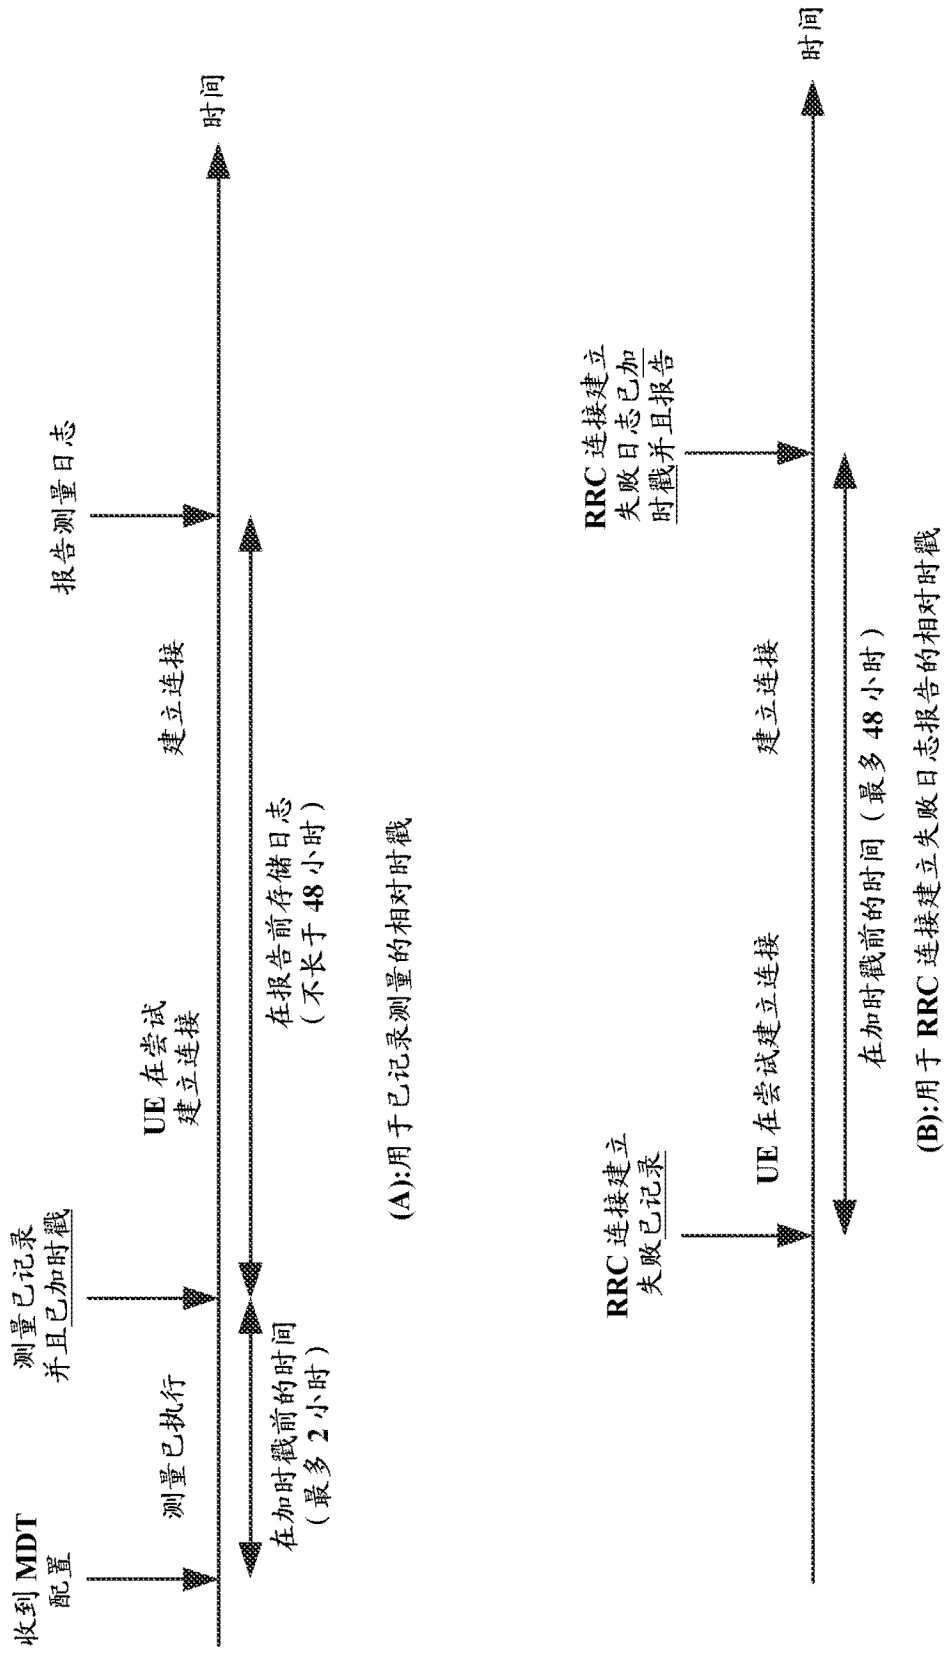 收到 MDT
配置
测量已执行
测量已记录
并且已加时戳
UE 在尝试
建立连接
建立连接
报告测量日志
时间
在加时戳前的时间
(最多 2 小时)
在报告前存储日志
(不长于 48 小时)
(A):用于已记录测量的相对时戳
RRC 连接建立
失败已记录
UE 在尝试建立连接
建立连接
RRC 连接建立
失败日志已加
时戳并且报告
时间
在加时戳前的时间(最多 48 小时)
(B):用于 RRC 连接建立失败日志报告的相对时戳